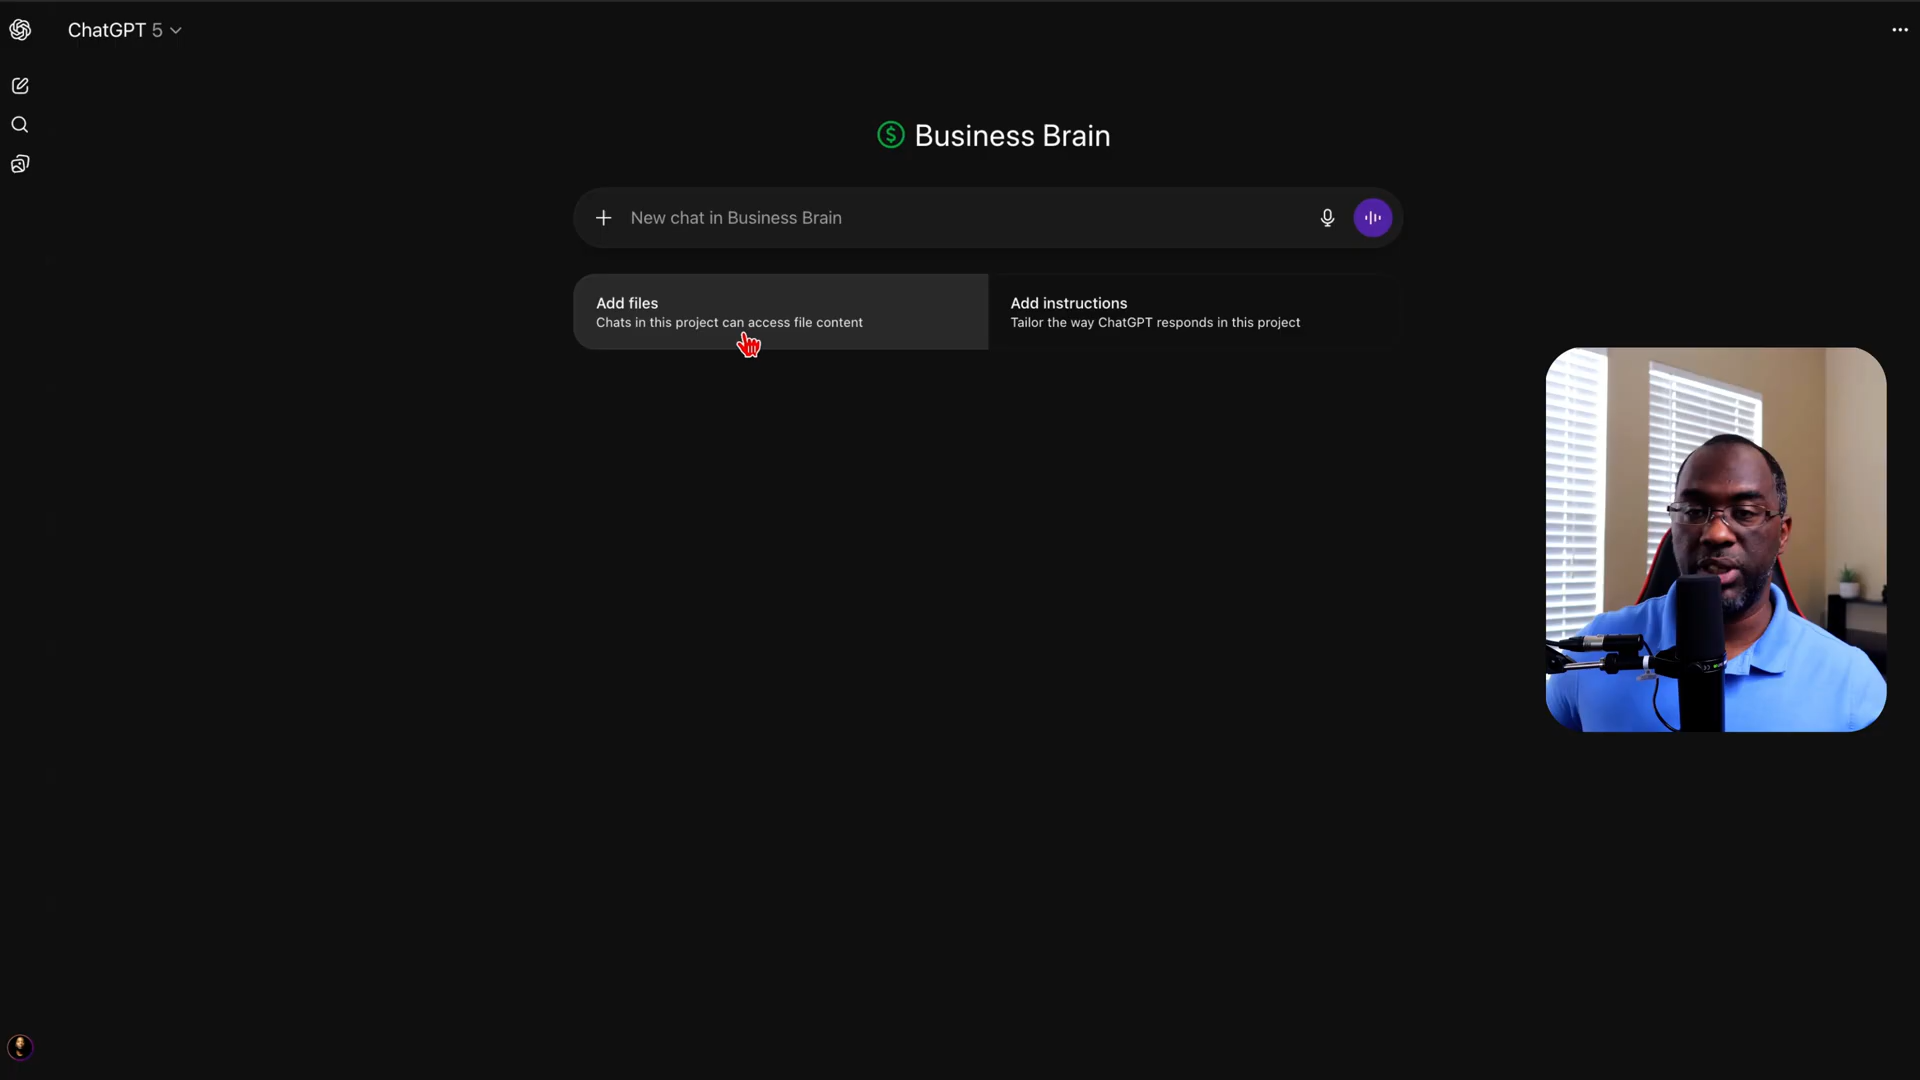 ChatGPT 5
Business Brain
New chat in Business Brain
Add files
Chats in this project can access file content
Add instructions
Tailor the way ChatGPT responds in this project